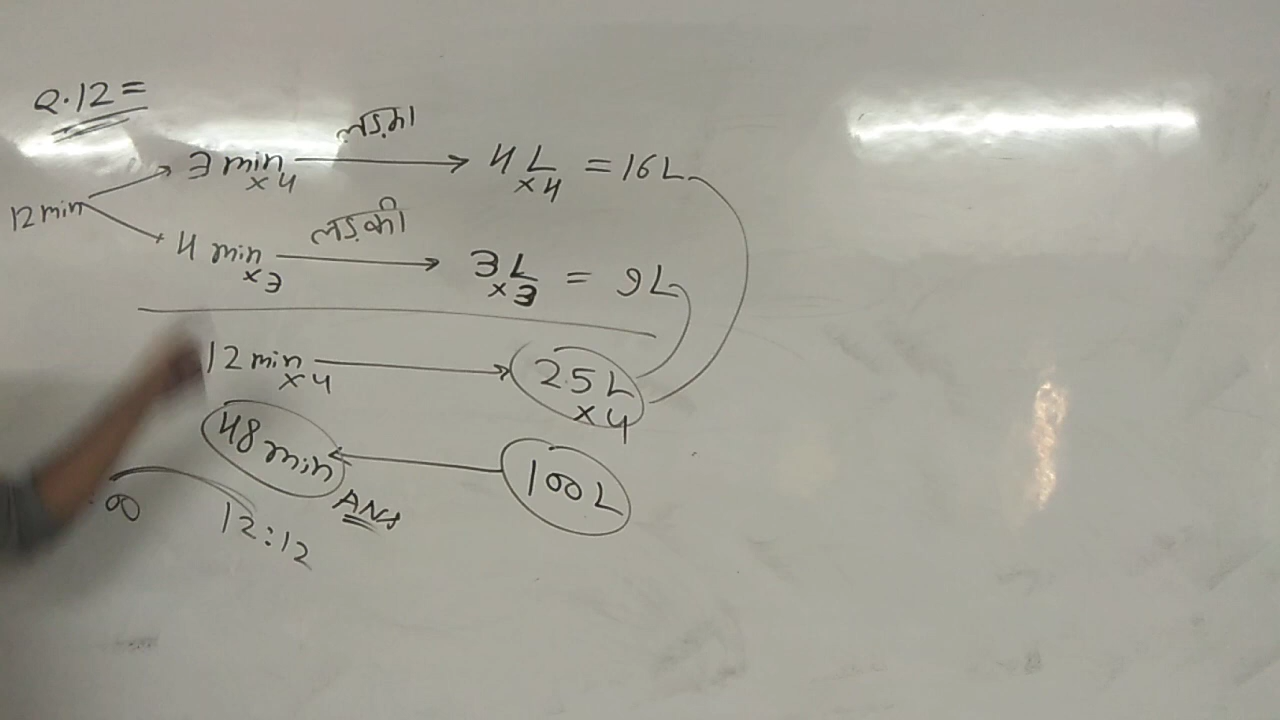 Q.12=
12 min
3 min ×4 → लड़का → 4 L ×4 = 16 L
4 min ×3 → लड़की → 3 L ×3 = 9 L
12 min ×4 → 25 L ×4
48 min ← 100 L
ANS
:00 12:12